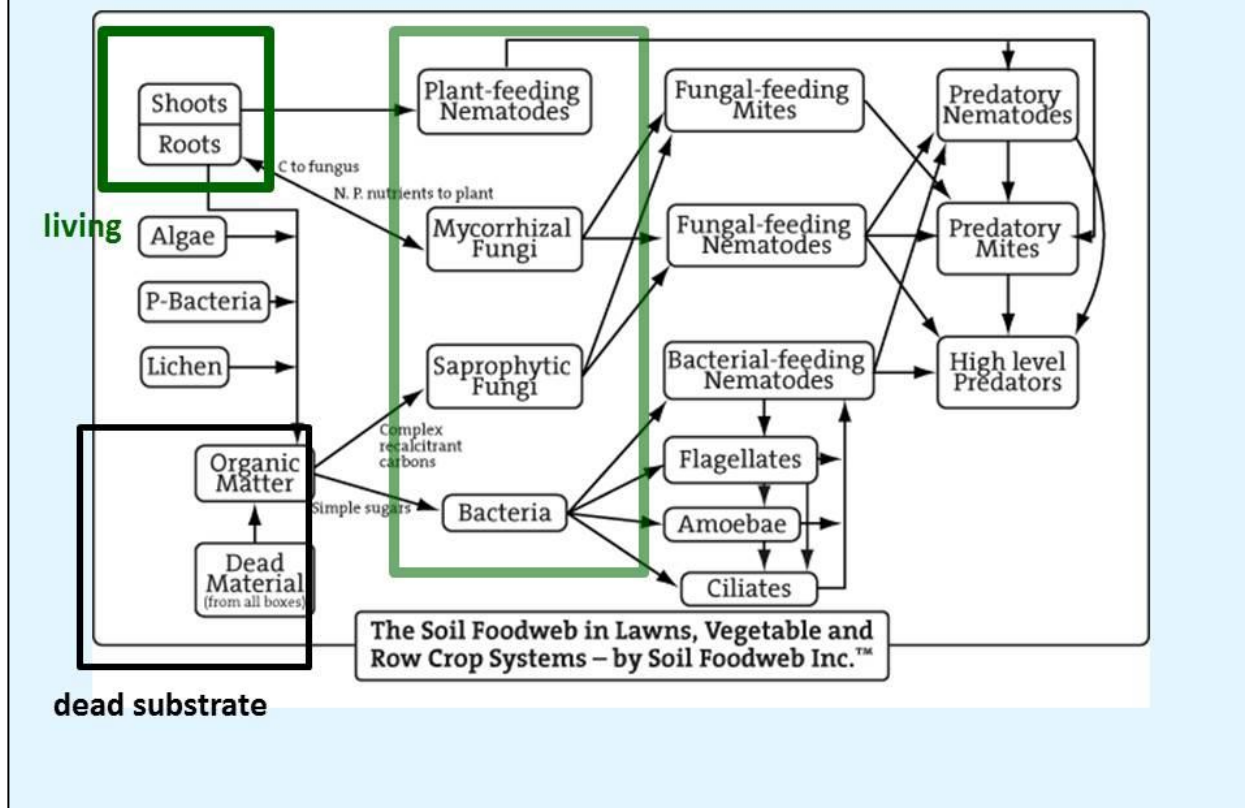 Shoots
Roots
living
Algae
P-Bacteria
Lichen
Organic
Matter
Dead
Material
(from all boxes)
dead substrate
C to fungus
N. P. nutrients to plant
Complex
recalcitrant
carbons
Simple sugars
Plant-feeding
Nematodes
Mycorrhizal
Fungi
Saprophytic
Fungi
Bacteria
Fungal-feeding
Mites
Fungal-feeding
Nematodes
Bacterial-feeding
Nematodes
Flagellates
Amoebae
Ciliates
Predatory
Nematodes
Predatory
Mites
High level
Predators
The Soil Foodweb in Lawns, Vegetable and
Row Crop Systems – by Soil Foodweb Inc.™